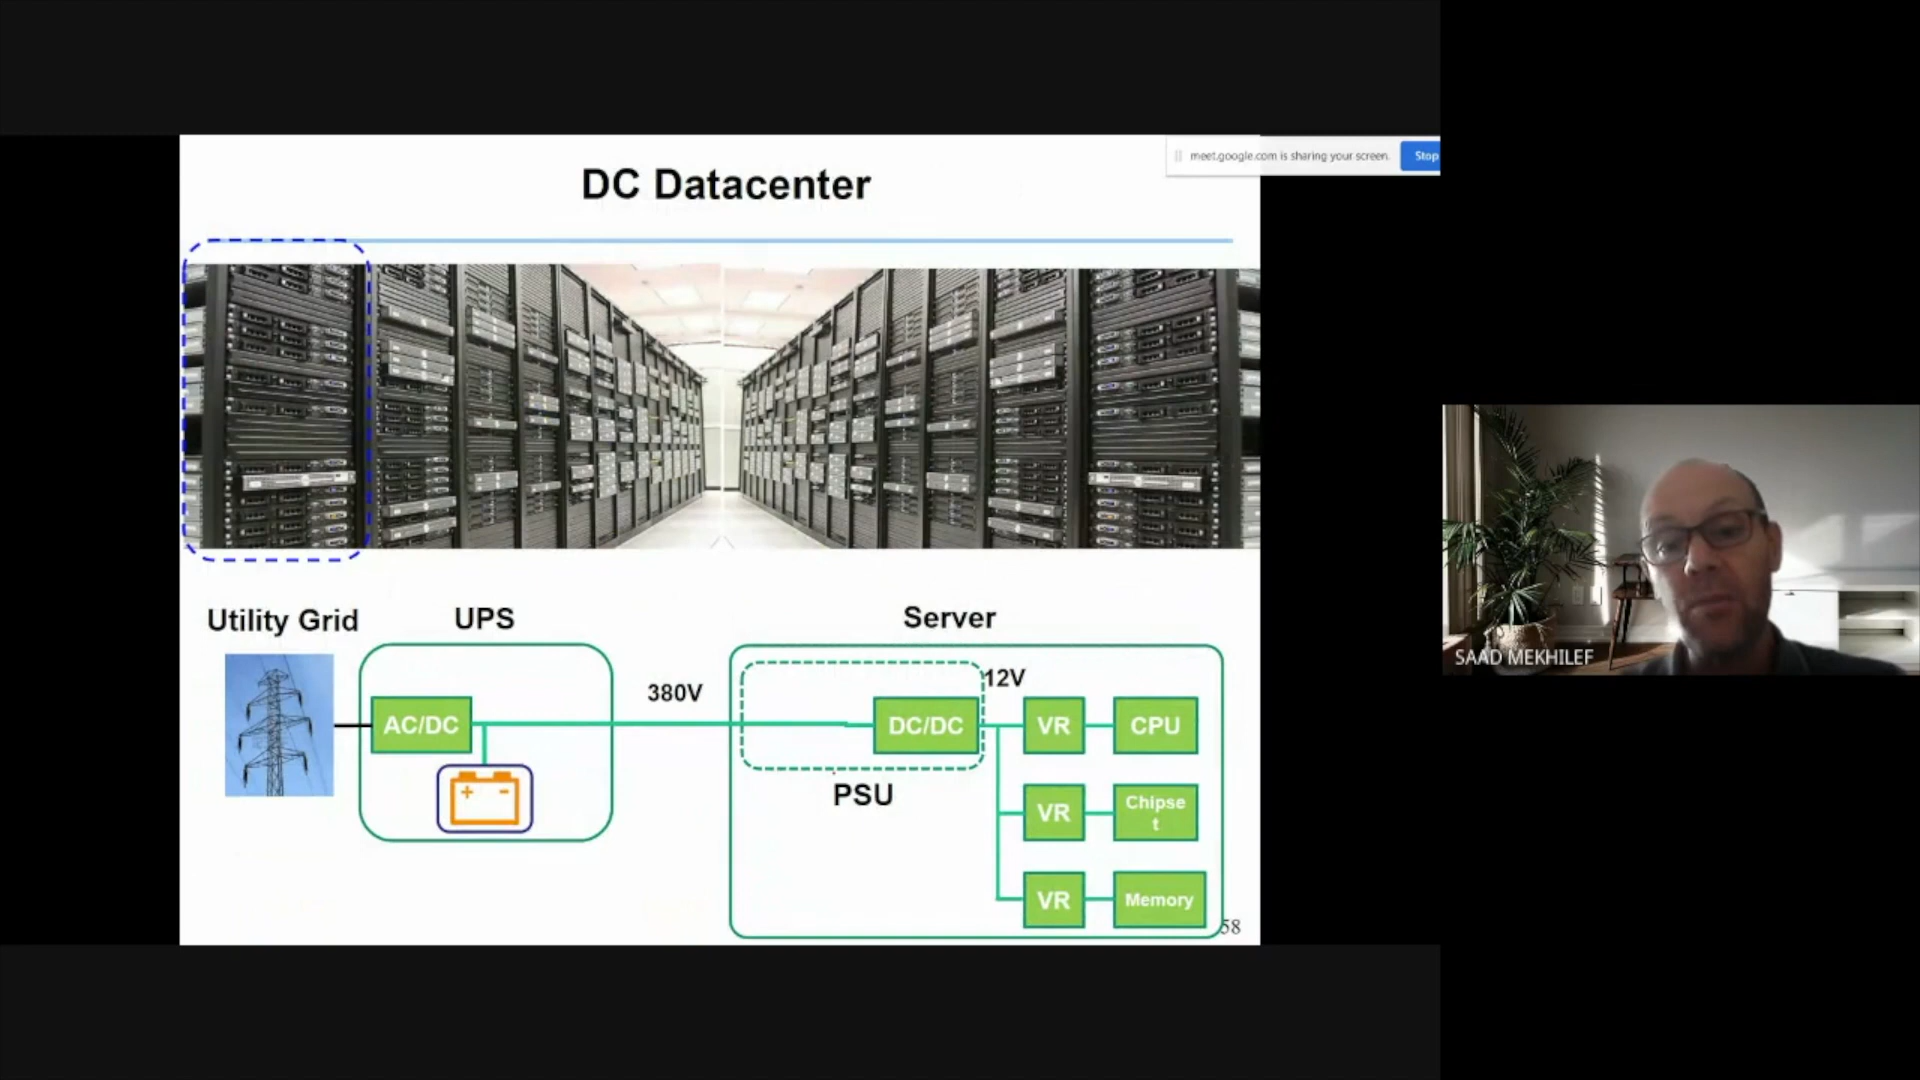 DC Datacenter
meet.google.com is sharing your screen.
Stop
Utility Grid
UPS
Server
380V
12V
AC/DC
DC/DC
VR
CPU
PSU
VR
Chipse
t
VR
Memory
58
SAAD MEKHILEF